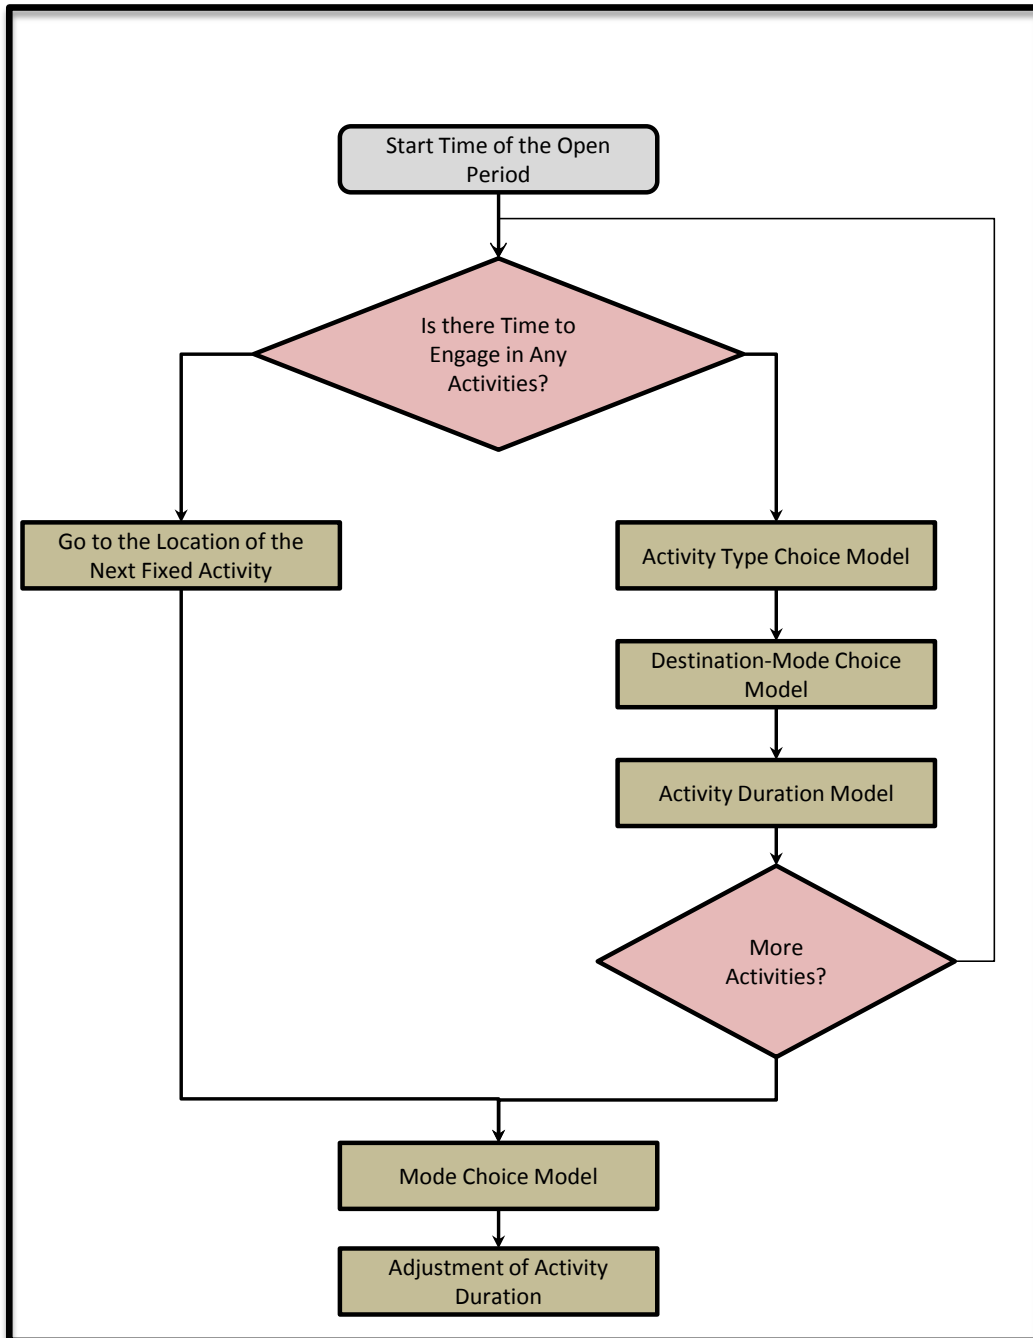 Start Time of the Open
Period
Is there Time to
Engage in Any
Activities?
Go to the Location of the
Next Fixed Activity
Activity Type Choice Model
Destination-Mode Choice
Model
Activity Duration Model
More
Activities?
Mode Choice Model
Adjustment of Activity
Duration